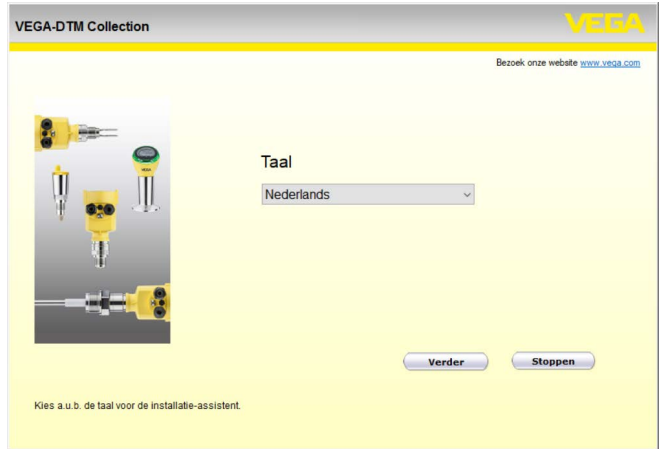 VEGA-DTM Collection
VEGA
Bezoek onze website www.vega.com
Taal
Nederlands
Verder
Stoppen
Kies a.u.b. de taal voor de installatie-assistent.